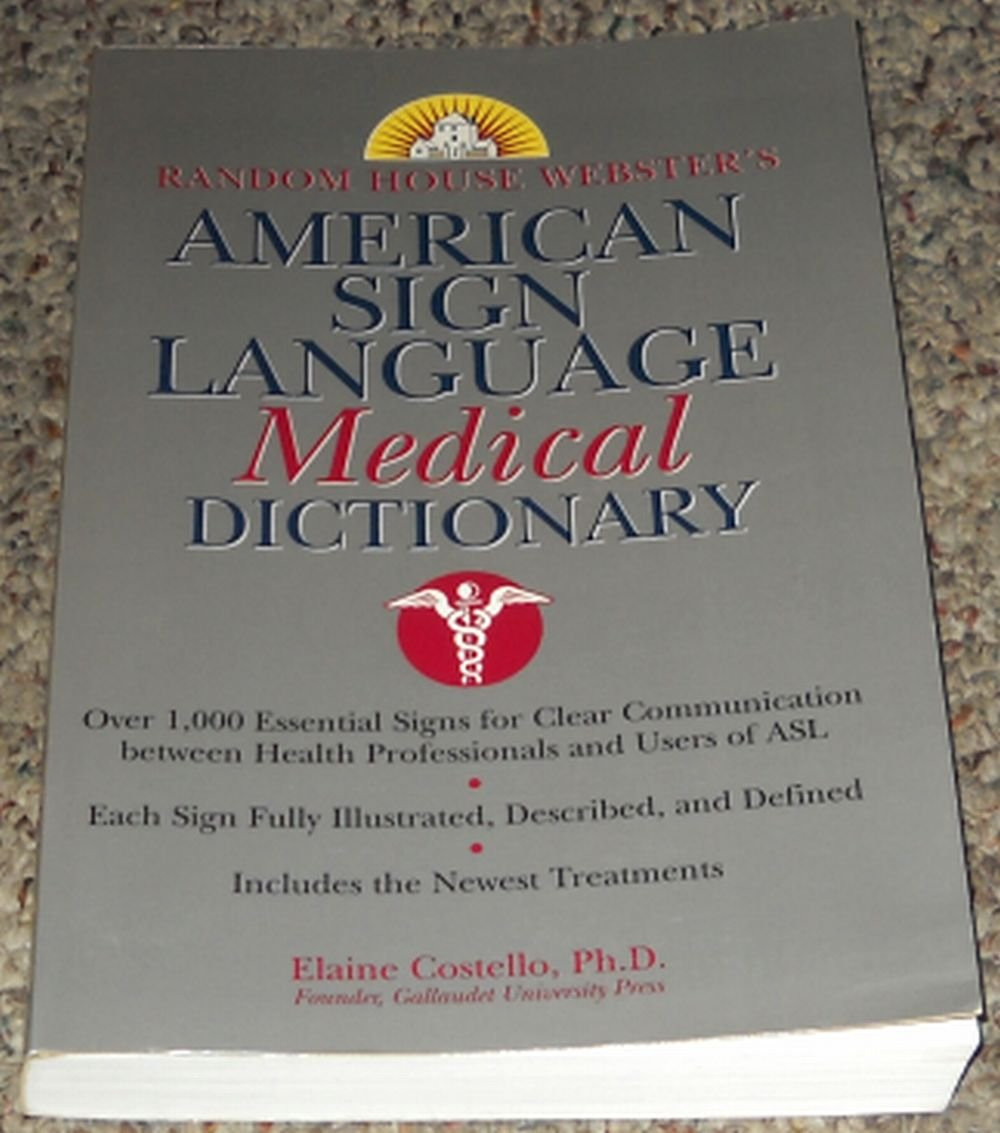 RANDOM HOUSE WEBSTER'S
AMERICAN
SIGN
LANGUAGE
Medical
DICTIONARY
Over 1,000 Essential Signs for Clear Communication
between Health Professionals and Users of ASL
Each Sign Fully Illustrated, Described, and Defined
Includes the Newest Treatments
Elaine Costello, Ph.D.
Founder, Gallaudet University Press